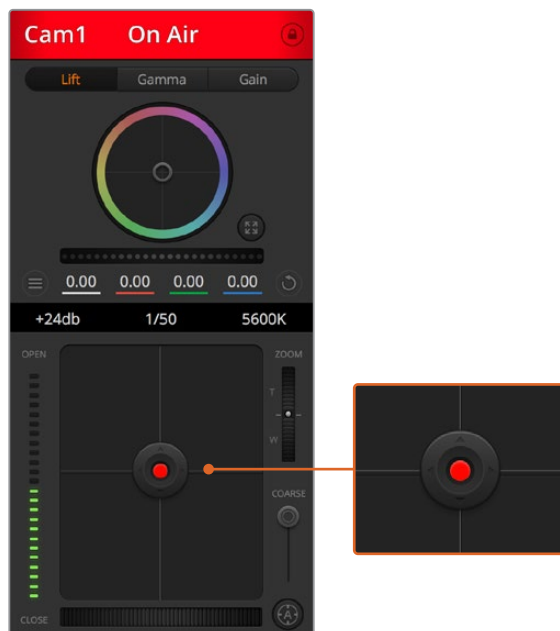 Cam1 On Air
Lift Gamma Gain
0.00 0.00 0.00 0.00
+24db 1/50 5600K
OPEN
ZOOM
T
W
COARSE
CLOSE
A